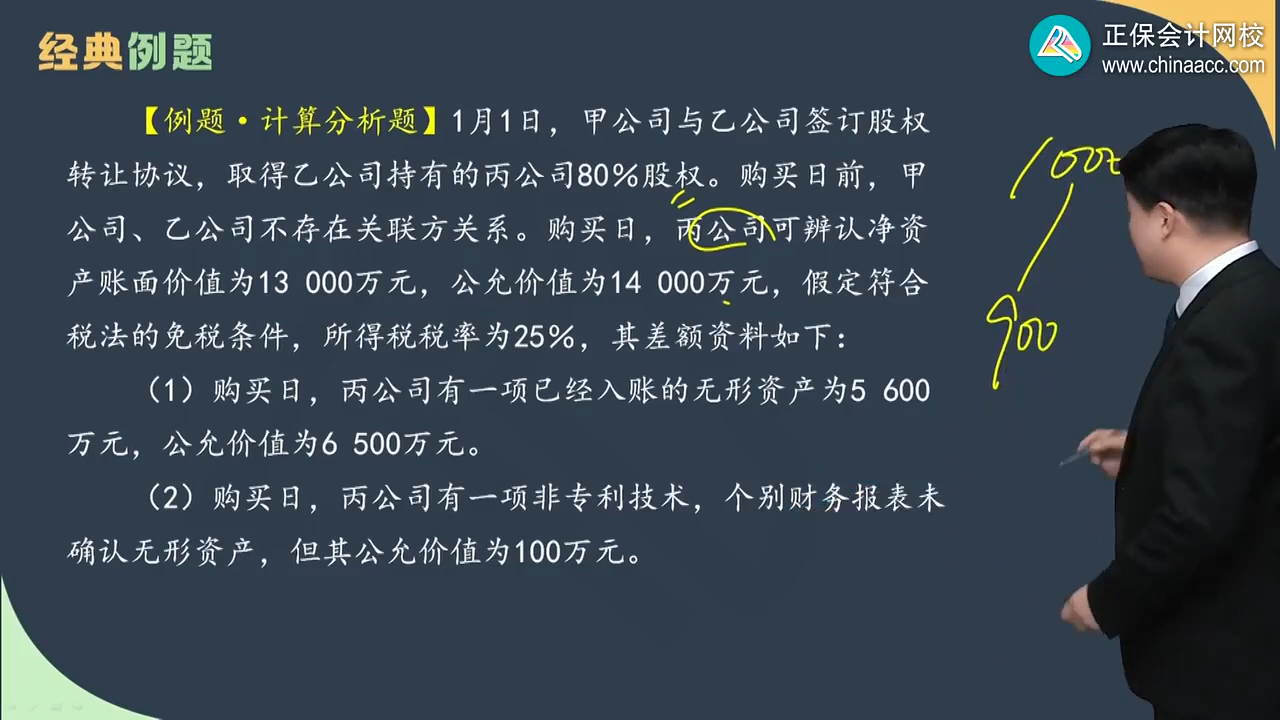 经典例题
正保会计网校
www.chinaacc.com
【例题·计算分析题】1月1日，甲公司与乙公司签订股权
转让协议，取得乙公司持有的丙公司80%股权。购买日前，甲
公司、乙公司不存在关联方关系。购买日，丙公司可辨认净资
产账面价值为13 000万元，公允价值为14 000万元，假定符合
税法的免税条件，所得税税率为25%，其差额资料如下：
（1）购买日，丙公司有一项已经入账的无形资产为5 600
万元，公允价值为6 500万元。
（2）购买日，丙公司有一项非专利技术，个别财务报表未
确认无形资产，但其公允价值为100万元。
1000
900